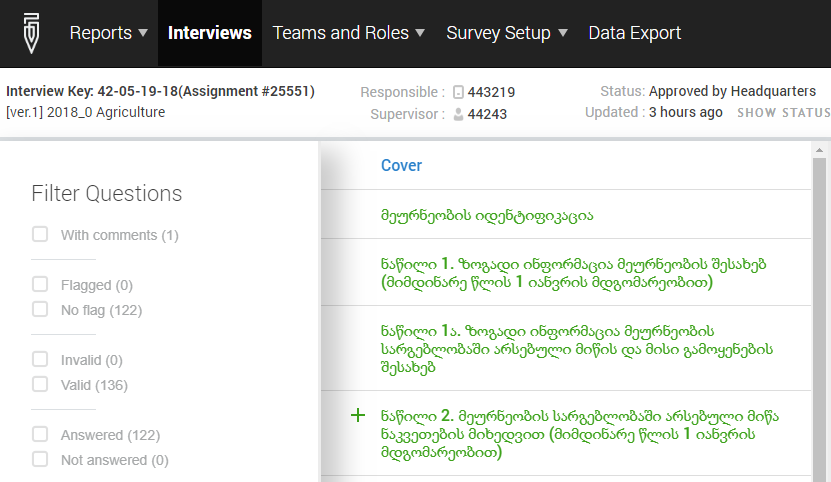 Reports Interviews Teams and Roles Survey Setup Data Export
Interview Key: 42-05-19-18(Assignment #25551)
[ver.1] 2018_0 Agriculture
Responsible : 443219
Supervisor : 44243
Status: Approved by Headquarters
Updated : 3 hours ago SHOW STATUS
Filter Questions
With comments (1)
Flagged (0)
No flag (122)
Invalid (0)
Valid (136)
Answered (122)
Not answered (0)
Cover
მეურნეობის იდენტიფიკაცია
ნაწილი 1. ზოგადი ინფორმაცია მეურნეობის შესახებ
(მიმდინარე წლის 1 იანვრის მდგომარეობით)
ნაწილი 1ა. ზოგადი ინფორმაცია მეურნეობის
სარგებლობაში არსებული მიწის და მისი გამოყენების
შესახებ
ნაწილი 2. მეურნეობის სარგებლობაში არსებული მიწა
ნაკვეთების მიხედვით (მიმდინარე წლის 1 იანვრის
მდგომარეობით)